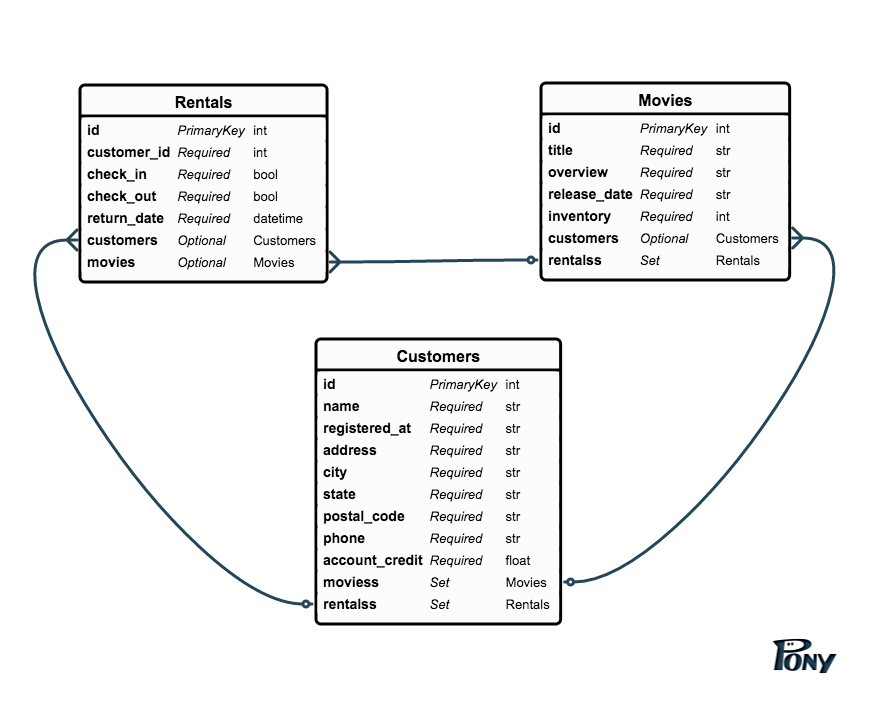 Rentals
id PrimaryKey int
customer_id Required int
check_in Required bool
check_out Required bool
return_date Required datetime
customers Optional Customers
movies Optional Movies
Movies
id PrimaryKey int
title Required str
overview Required str
release_date Required str
inventory Required int
customers Optional Customers
rentalss Set Rentals
Customers
id PrimaryKey int
name Required str
registered_at Required str
address Required str
city Required str
state Required str
postal_code Required str
phone Required str
account_credit Required float
moviess Set Movies
rentalss Set Rentals
PONY